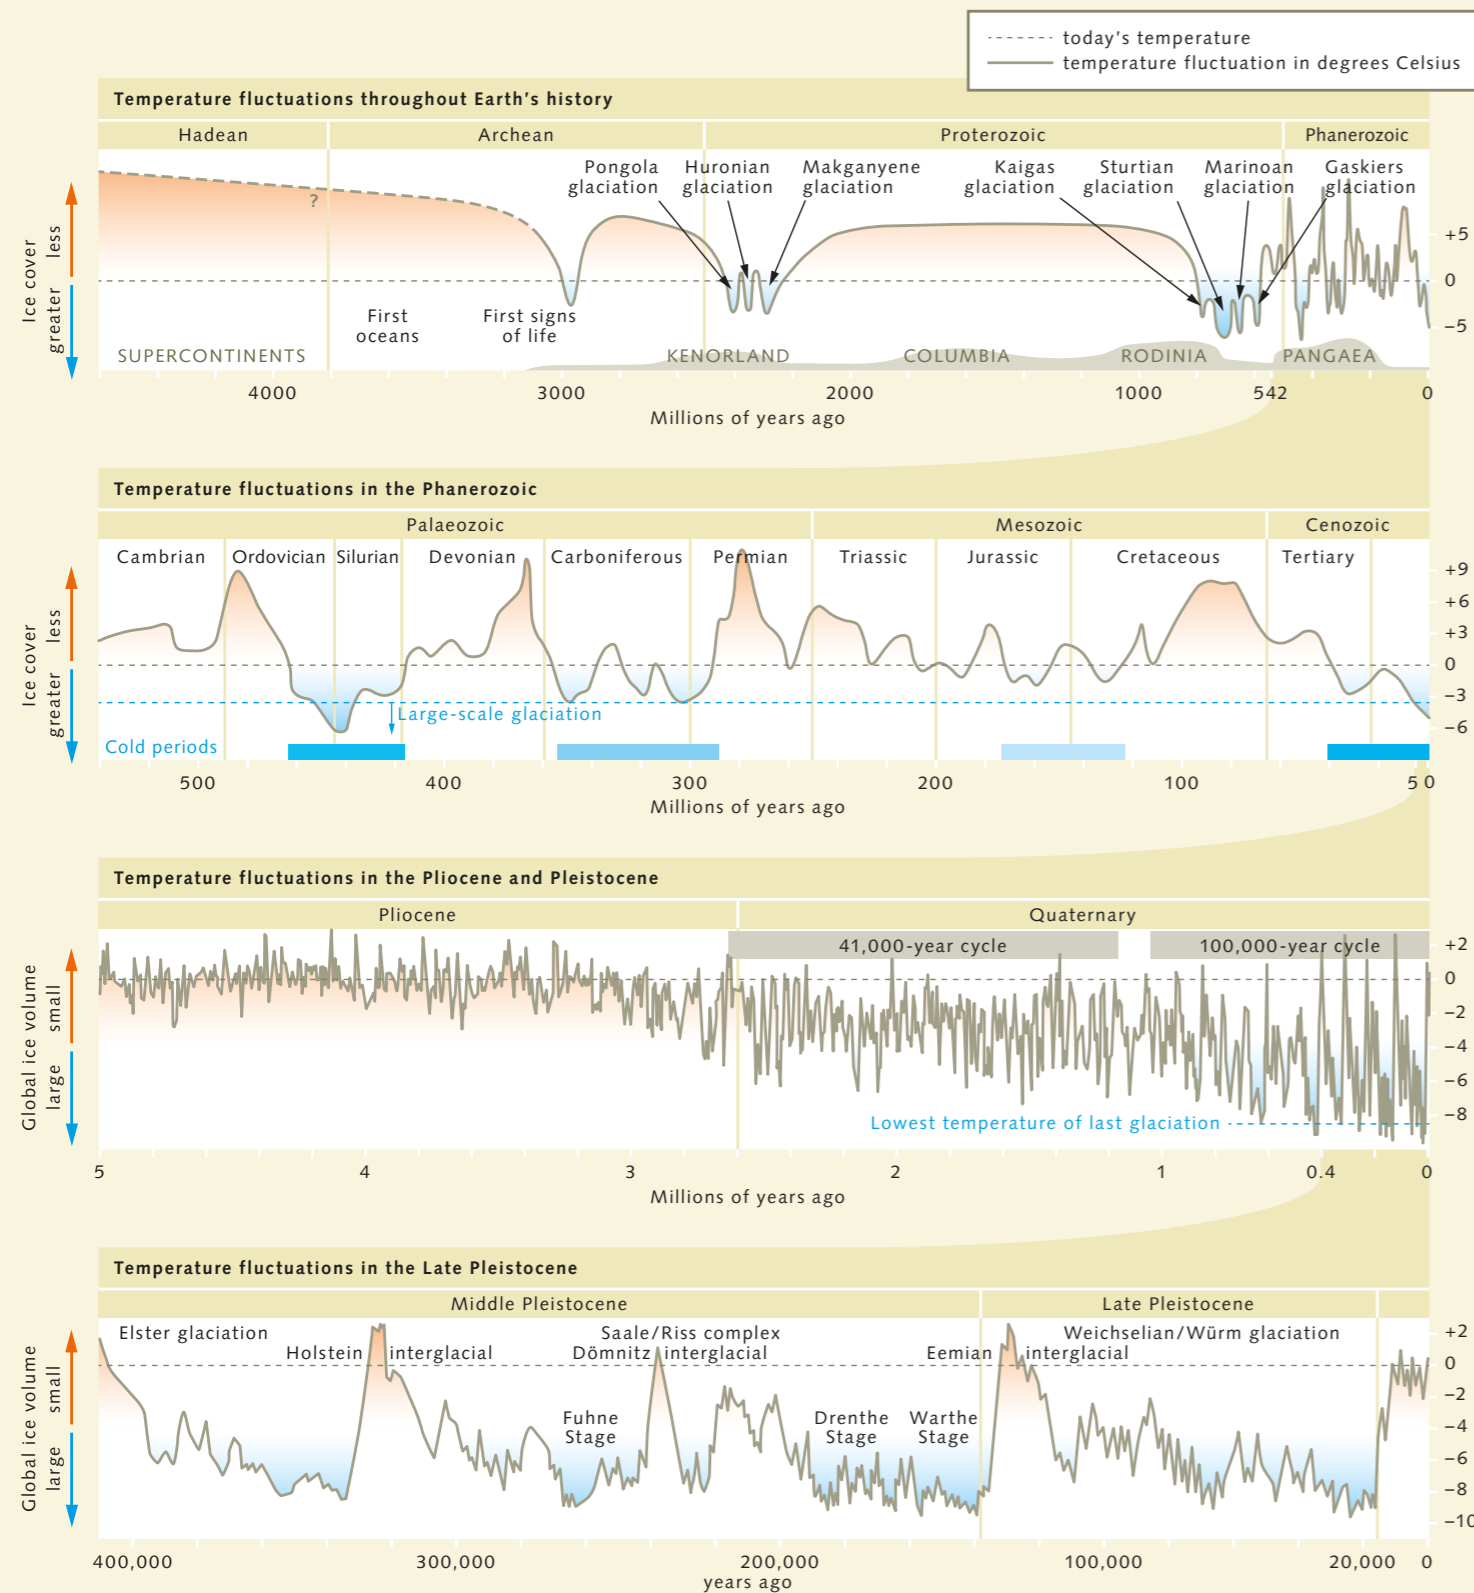 today's temperature
temperature fluctuation in degrees Celsius
Temperature fluctuations throughout Earth's history
Hadean
Archean
Proterozoic
Phanerozoic
Pongola
glaciation
Huronian
glaciation
Makganyene
glaciation
Kaigas
glaciation
Sturtian
glaciation
Marinoan
glaciation
Gaskiers
glaciation
?
Ice cover
greater less
+5
0
−5
First
oceans
First signs
of life
SUPERCONTINENTS
KENORLAND
COLUMBIA
RODINIA
PANGAEA
4000 3000 2000 1000 542 0
Millions of years ago
Temperature fluctuations in the Phanerozoic
Palaeozoic
Mesozoic
Cenozoic
Cambrian
Ordovician
Silurian
Devonian
Carboniferous
Permian
Triassic
Jurassic
Cretaceous
Tertiary
Ice cover
greater less
+9
+6
+3
0
−3
−6
Large-scale glaciation
Cold periods
500 400 300 200 100 5 0
Millions of years ago
Temperature fluctuations in the Pliocene and Pleistocene
Pliocene
Quaternary
41,000-year cycle
100,000-year cycle
Global ice volume
large small
+2
0
−2
−4
−6
−8
Lowest temperature of last glaciation
5 4 3 2 1 0.4 0
Millions of years ago
Temperature fluctuations in the Late Pleistocene
Middle Pleistocene
Late Pleistocene
Elster glaciation
Holstein interglacial
Saale/Riss complex
Dömnitz interglacial
Weichselian/Würm glaciation
Eemian interglacial
Fuhne
Stage
Drenthe
Stage
Warthe
Stage
Global ice volume
large small
+2
0
−2
−4
−6
−8
−10
400,000 300,000 200,000 100,000 20,000 0
years ago